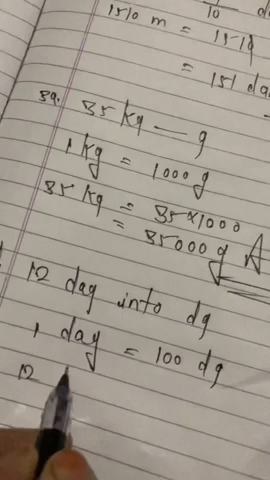 10
1510 m = 1510
= 151 da
39. 35 kg — g
1 kg = 1000 g
35 kg = 35×1000
= 35000 g A
12 dag into dg
1 dag = 100 dg
12